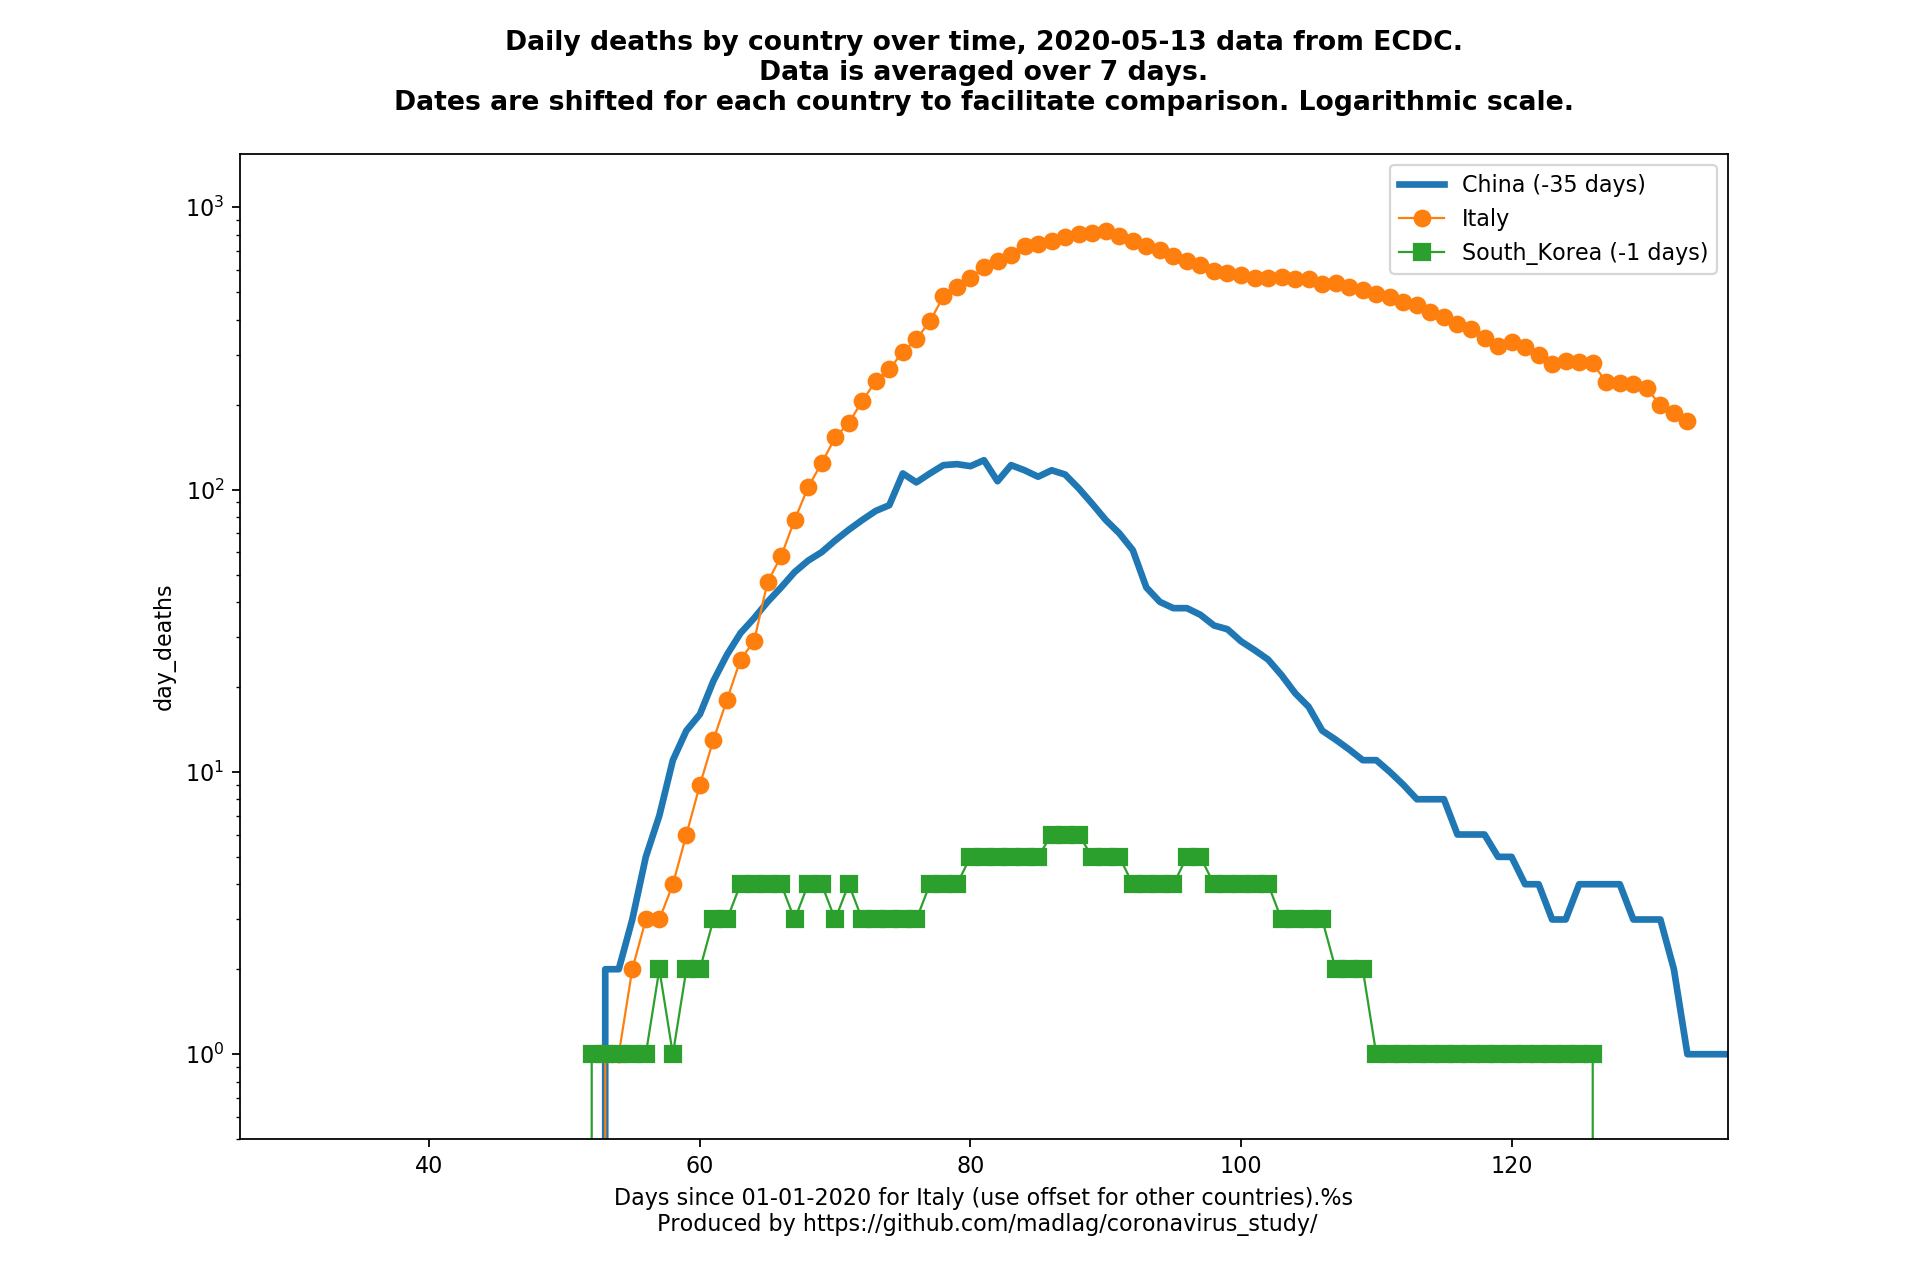 Daily deaths by country over time, 2020-05-13 data from ECDC.
Data is averaged over 7 days.
Dates are shifted for each country to facilitate comparison. Logarithmic scale.
China (-35 days)
Italy
South_Korea (-1 days)
10³
10²
10¹
10⁰
day_deaths
40 60 80 100 120
Days since 01-01-2020 for Italy (use offset for other countries).%s
Produced by https://github.com/madlag/coronavirus_study/